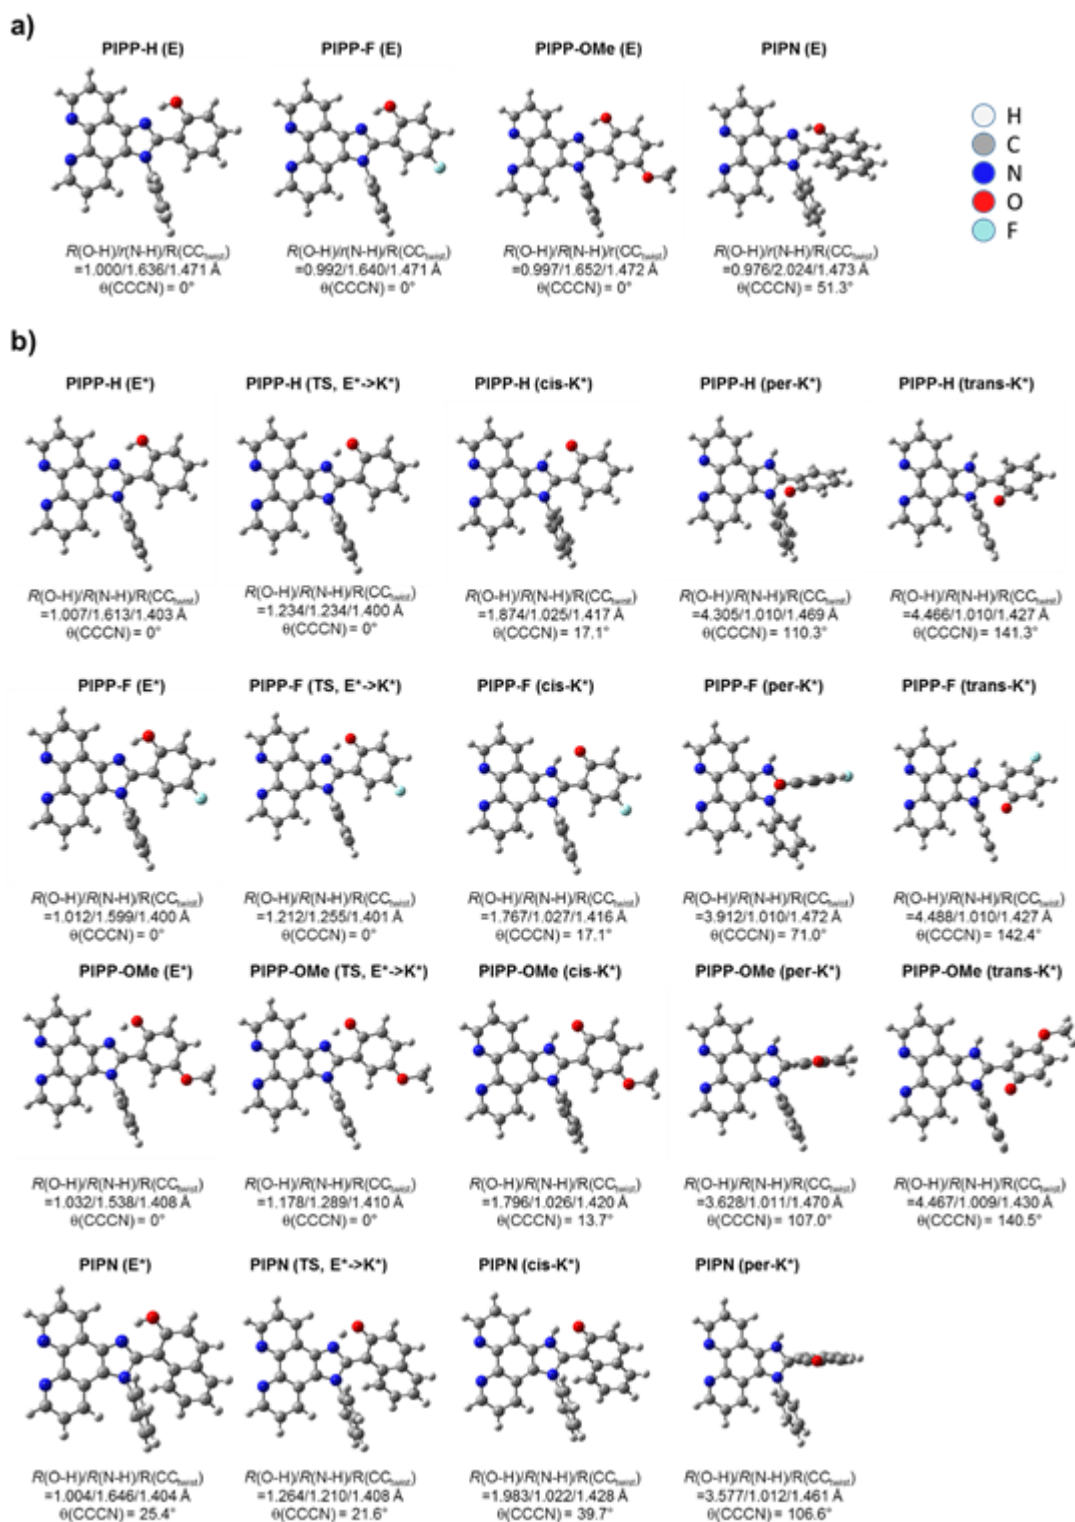 a)
PIPP-H (E)
PIPP-F (E)
PIPP-OMe (E)
PIPN (E)
H
C
N
O
F
R(O-H)/r(N-H)/R(CCtwist)
=1.000/1.636/1.471 Å
θ(CCCN) = 0°
R(O-H)/r(N-H)/R(CCtwist)
=0.992/1.640/1.471 Å
θ(CCCN) = 0°
R(O-H)/r(N-H)/r(CCtwist)
=0.997/1.652/1.472 Å
θ(CCCN) = 0°
R(O-H)/r(N-H)/R(CCtwist)
=0.976/2.024/1.473 Å
θ(CCCN) = 51.3°
b)
PIPP-H (E*)
PIPP-H (TS, E*->K*)
PIPP-H (cis-K*)
PIPP-H (per-K*)
PIPP-H (trans-K*)
R(O-H)/R(N-H)/R(CCtwist)
=1.007/1.613/1.403 Å
θ(CCCN) = 0°
R(O-H)/R(N-H)/R(CCtwist)
=1.234/1.234/1.400 Å
θ(CCCN) = 0°
R(O-H)/R(N-H)/R(CCtwist)
=1.874/1.025/1.417 Å
θ(CCCN) = 17.1°
R(O-H)/R(N-H)/R(CCtwist)
=4.305/1.010/1.469 Å
θ(CCCN) = 110.3°
R(O-H)/R(N-H)/R(CCtwist)
=4.466/1.010/1.427 Å
θ(CCCN) = 141.3°
PIPP-F (E*)
PIPP-F (TS, E*->K*)
PIPP-F (cis-K*)
PIPP-F (per-K*)
PIPP-F (trans-K*)
R(O-H)/R(N-H)/R(CCtwist)
=1.012/1.599/1.400 Å
θ(CCCN) = 0°
R(O-H)/R(N-H)/R(CCtwist)
=1.212/1.255/1.401 Å
θ(CCCN) = 0°
R(O-H)/R(N-H)/R(CCtwist)
=1.767/1.027/1.416 Å
θ(CCCN) = 17.1°
R(O-H)/R(N-H)/R(CCtwist)
=3.912/1.010/1.472 Å
θ(CCCN) = 71.0°
R(O-H)/R(N-H)/R(CCtwist)
=4.488/1.010/1.427 Å
θ(CCCN) = 142.4°
PIPP-OMe (E*)
PIPP-OMe (TS, E*->K*)
PIPP-OMe (cis-K*)
PIPP-OMe (per-K*)
PIPP-OMe (trans-K*)
R(O-H)/R(N-H)/R(CCtwist)
=1.032/1.538/1.408 Å
θ(CCCN) = 0°
R(O-H)/R(N-H)/R(CCtwist)
=1.178/1.289/1.410 Å
θ(CCCN) = 0°
R(O-H)/R(N-H)/R(CCtwist)
=1.796/1.026/1.420 Å
θ(CCCN) = 13.7°
R(O-H)/R(N-H)/R(CCtwist)
=3.628/1.011/1.470 Å
θ(CCCN) = 107.0°
R(O-H)/R(N-H)/R(CCtwist)
=4.467/1.009/1.430 Å
θ(CCCN) = 140.5°
PIPN (E*)
PIPN (TS, E*->K*)
PIPN (cis-K*)
PIPN (per-K*)
R(O-H)/R(N-H)/R(CCtwist)
=1.004/1.646/1.404 Å
θ(CCCN) = 25.4°
R(O-H)/R(N-H)/R(CCtwist)
=1.264/1.210/1.408 Å
θ(CCCN) = 21.6°
R(O-H)/R(N-H)/R(CCtwist)
=1.983/1.022/1.428 Å
θ(CCCN) = 39.7°
R(O-H)/R(N-H)/R(CCtwist)
=3.577/1.012/1.461 Å
θ(CCCN) = 106.6°